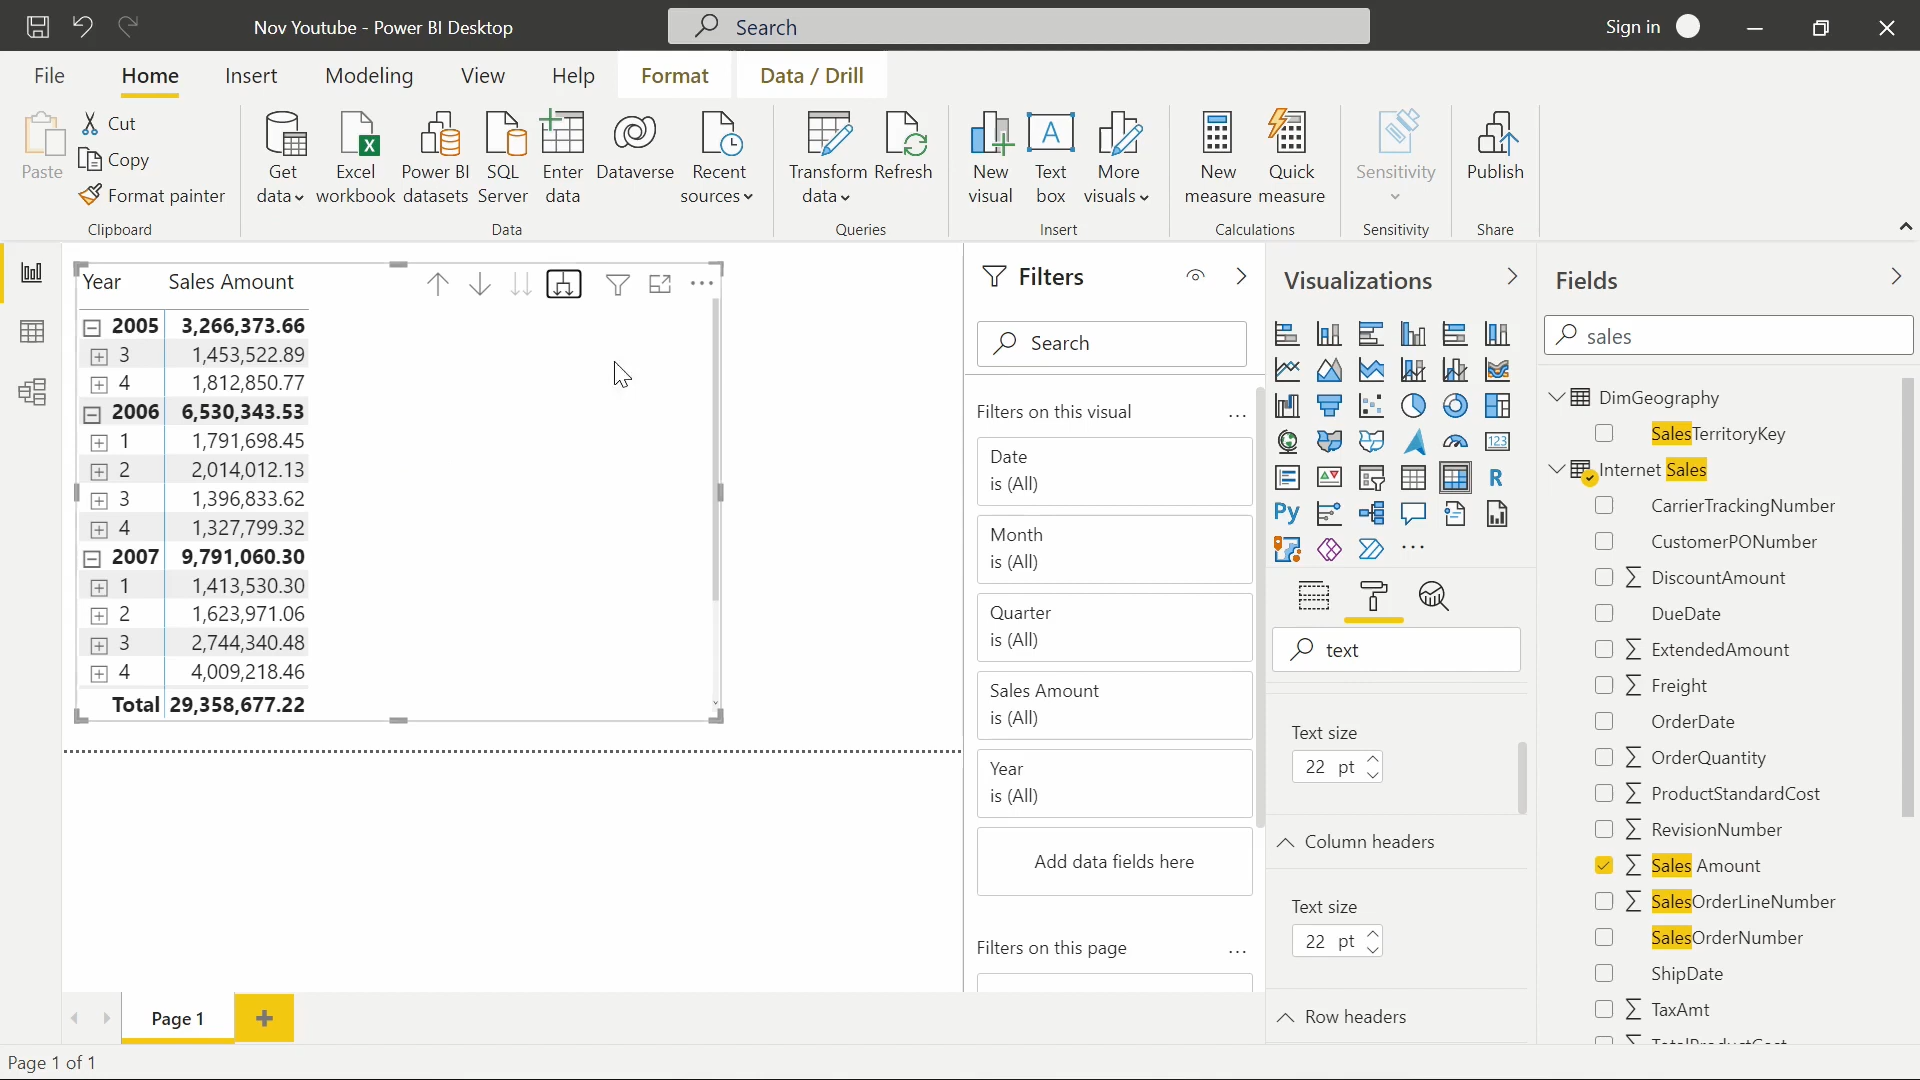 Nov Youtube - Power BI Desktop
Search
Sign in
File
Home
Insert
Modeling
View
Help
Format
Data / Drill
Paste
Cut
Copy
Format painter
Clipboard
Get data
Excel workbook
Power BI datasets
SQL Server
Enter data
Dataverse
Recent sources
Data
Transform data
Refresh
Queries
New visual
Text box
More visuals
Insert
New measure
Quick measure
Calculations
Sensitivity
Sensitivity
Publish
Share
Year Sales Amount
2005 3,266,373.66
3 1,453,522.89
4 1,812,850.77
2006 6,530,343.53
1 1,791,698.45
2 2,014,012.13
3 1,396,833.62
4 1,327,799.32
2007 9,791,060.30
1 1,413,530.30
2 1,623,971.06
3 2,744,340.48
4 4,009,218.46
Total 29,358,677.22
Page 1
Page 1 of 1
Filters
Search
Filters on this visual
Date
is (All)
Month
is (All)
Quarter
is (All)
Sales Amount
is (All)
Year
is (All)
Add data fields here
Filters on this page
Visualizations
123
R
Py
text
Text size
22 pt
Column headers
Text size
22 pt
Row headers
Fields
sales
DimGeography
SalesTerritoryKey
Internet Sales
CarrierTrackingNumber
CustomerPONumber
DiscountAmount
DueDate
ExtendedAmount
Freight
OrderDate
OrderQuantity
ProductStandardCost
RevisionNumber
Sales Amount
SalesOrderLineNumber
SalesOrderNumber
ShipDate
TaxAmt